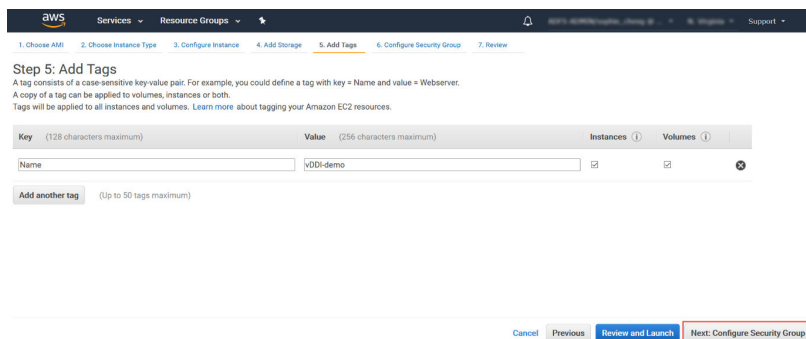 aws Services Resource Groups N. Virginia Support
1. Choose AMI 2. Choose Instance Type 3. Configure Instance 4. Add Storage 5. Add Tags 6. Configure Security Group 7. Review
Step 5: Add Tags
A tag consists of a case-sensitive key-value pair. For example, you could define a tag with key = Name and value = Webserver.
A copy of a tag can be applied to volumes, instances or both.
Tags will be applied to all instances and volumes. Learn more about tagging your Amazon EC2 resources.
Key (128 characters maximum) Value (256 characters maximum) Instances Volumes
Name vDDI-demo
Add another tag (Up to 50 tags maximum)
Cancel Previous Review and Launch Next: Configure Security Group